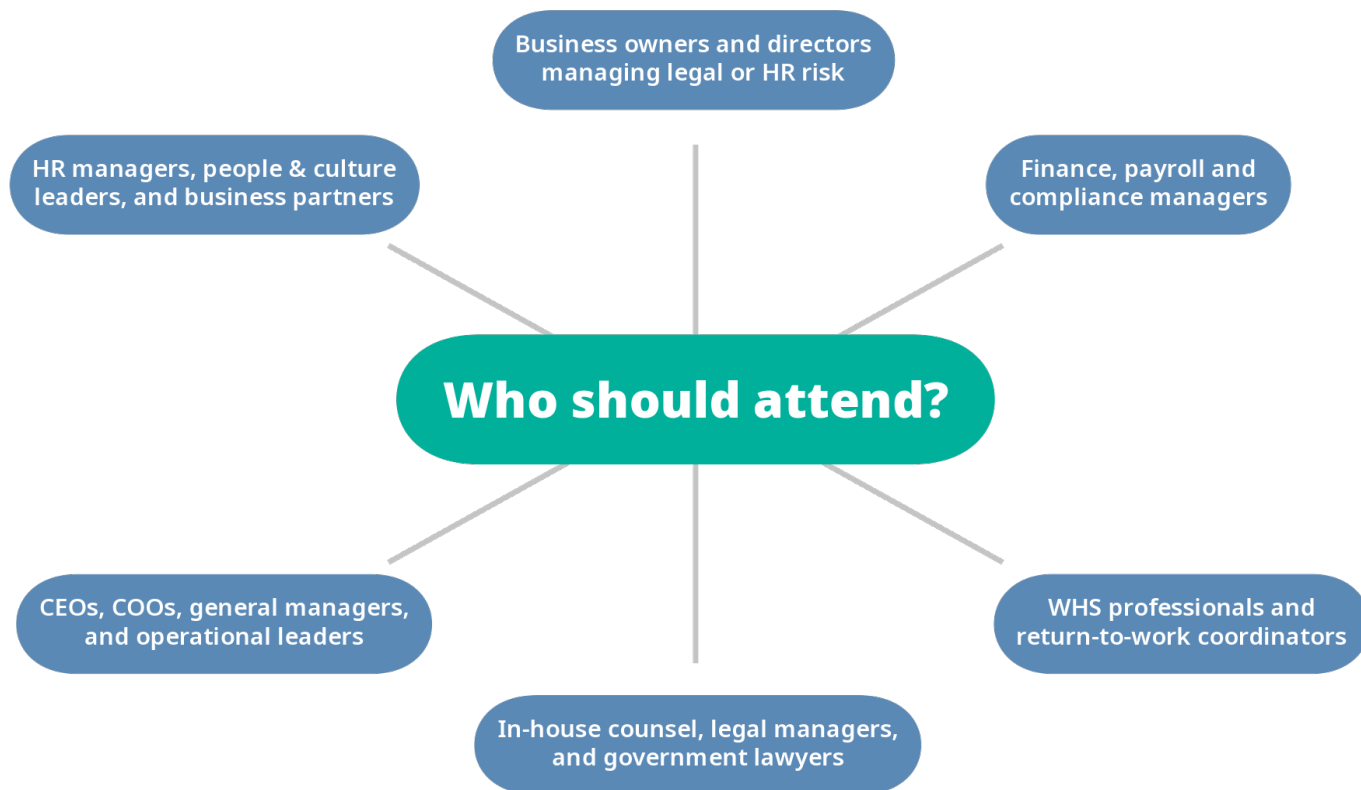 Business owners and directors
managing legal or HR risk
HR managers, people & culture
leaders, and business partners
Finance, payroll and
compliance managers
Who should attend?
CEOs, COOs, general managers,
and operational leaders
WHS professionals and
return-to-work coordinators
In-house counsel, legal managers,
and government lawyers